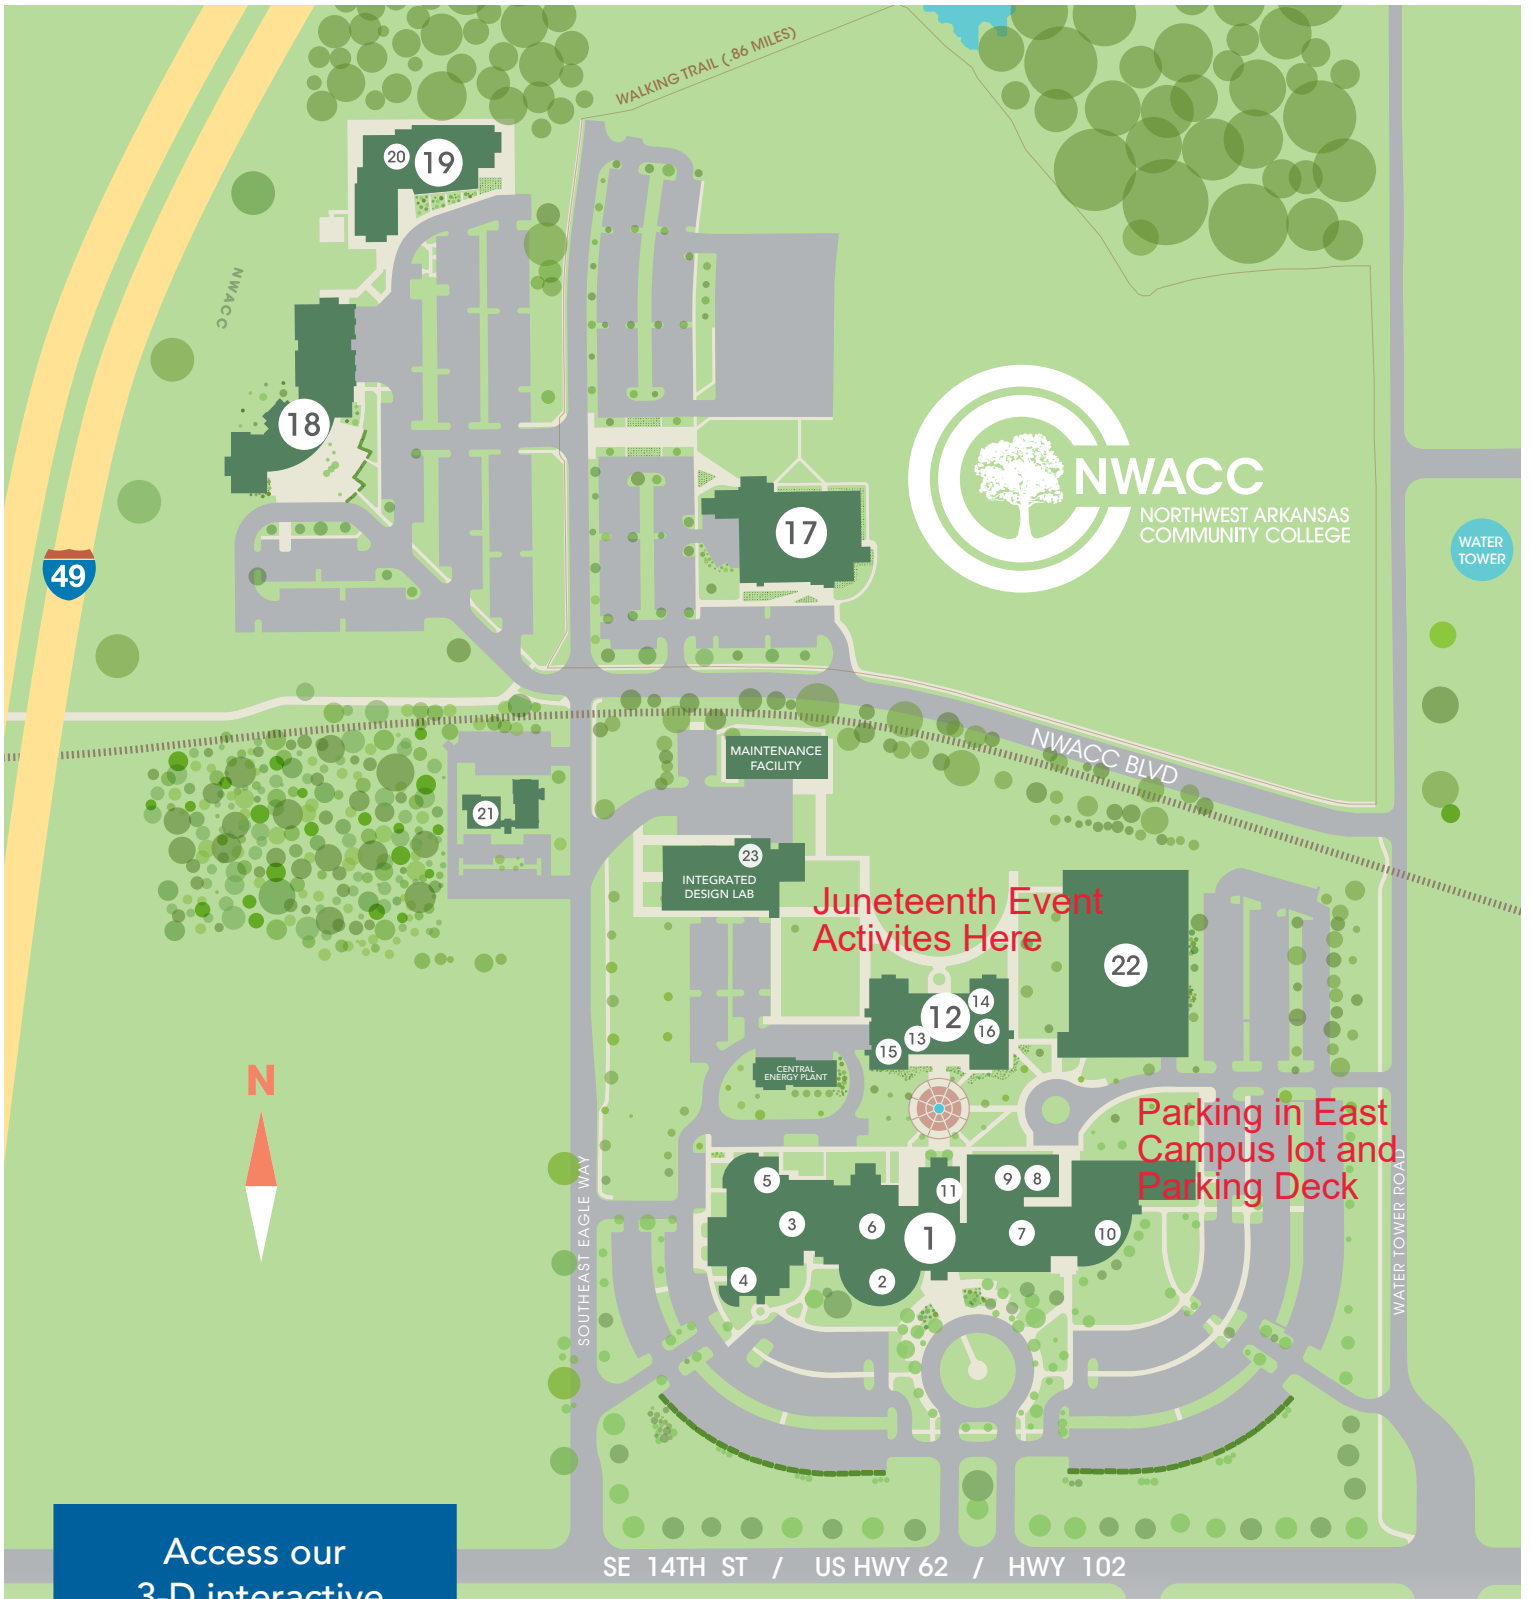 WALKING TRAIL (.86 MILES)
20
19
NWACC
18
17
NWACC
NORTHWEST ARKANSAS
COMMUNITY COLLEGE
WATER
TOWER
49
NWACC BLVD
MAINTENANCE
FACILITY
21
23
INTEGRATED
DESIGN LAB
Juneteenth Event
Activites Here
22
14
12
13
16
15
CENTRAL
ENERGY PLANT
N
Parking in East
Campus lot and
Parking Deck
SOUTHEAST EAGLE WAY
WATER TOWER ROAD
5
9
8
11
3
6
1
7
10
4
2
Access our
3-D interactive
SE 14TH ST / US HWY 62 / HWY 102